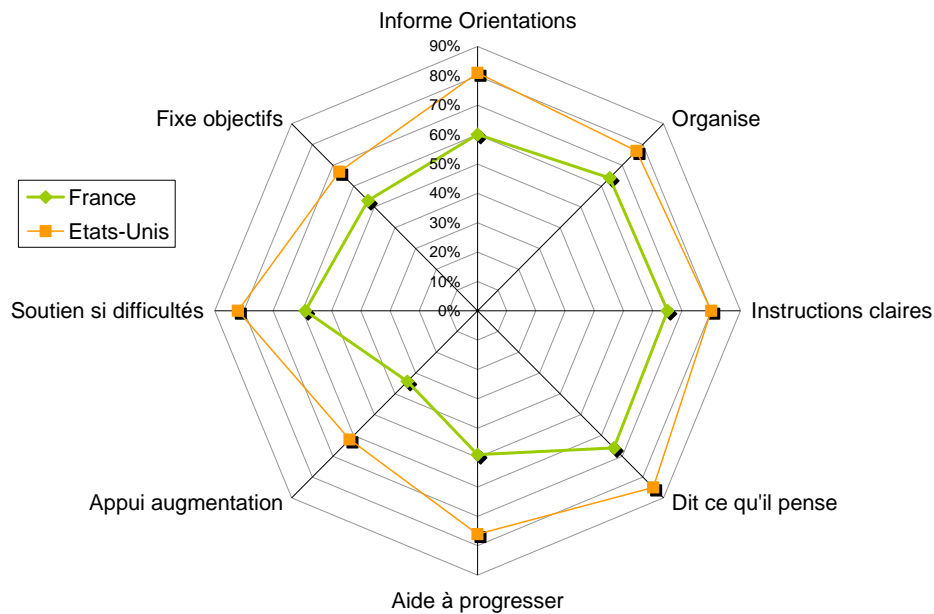 Informe Orientations
90%
80%
70%
60%
50%
40%
30%
20%
10%
0%
Organise
Instructions claires
Dit ce qu'il pense
Aide à progresser
Appui augmentation
Soutien si difficultés
Fixe objectifs
France
Etats-Unis